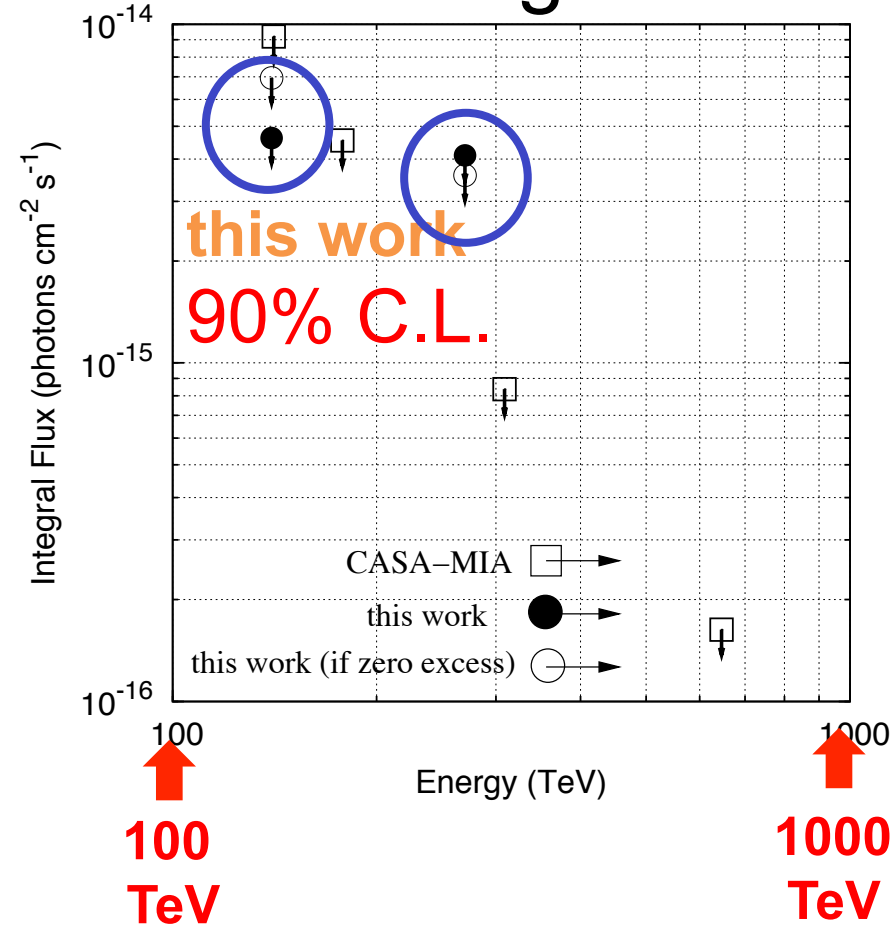 10-14
10-15
10-16
Integral Flux (photons cm-2 s-1)
this work
90% C.L.
CASA–MIA
this work
this work (if zero excess)
100
1000
Energy (TeV)
100
TeV
1000
TeV